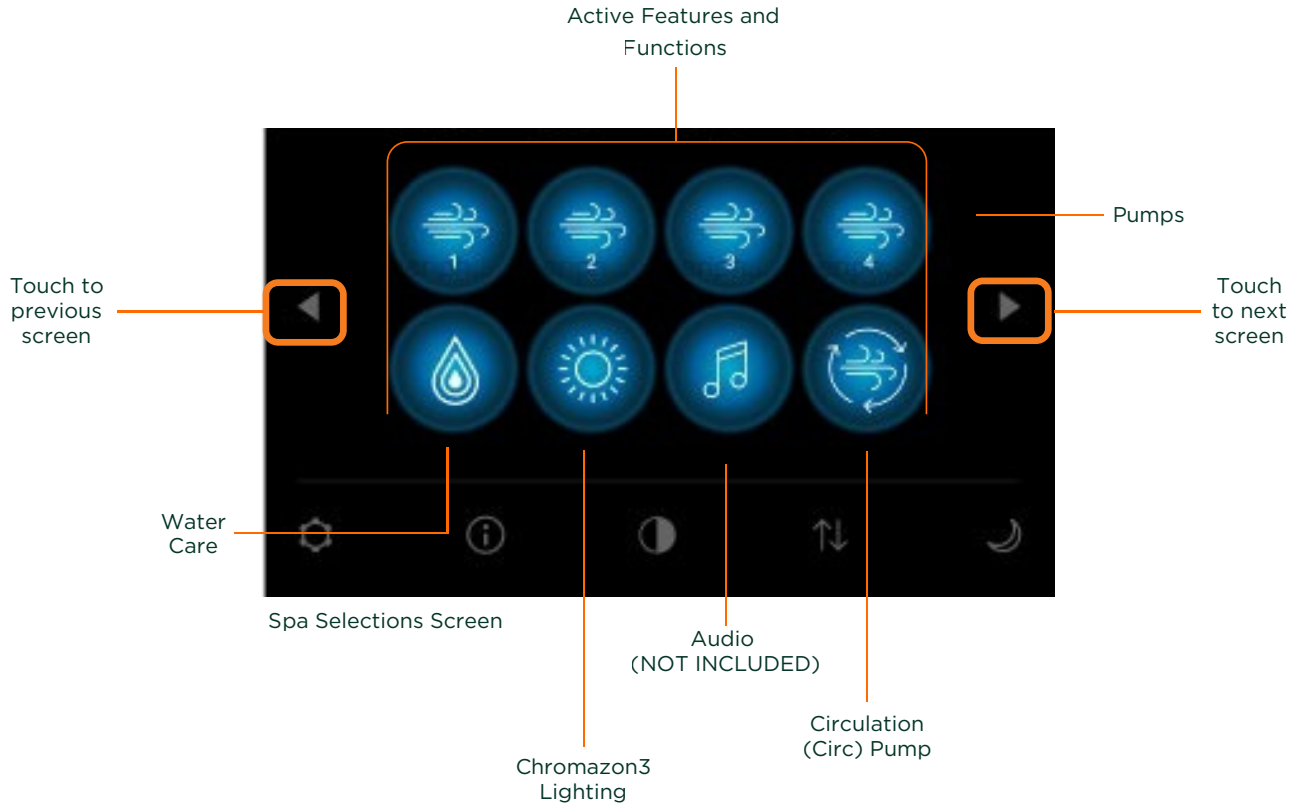 Active Features and
Functions
1
2
3
4
Pumps
Touch to
previous
screen
Touch
to next
screen
Water
Care
Spa Selections Screen
Audio
(NOT INCLUDED)
Circulation
(Circ) Pump
Chromazon3
Lighting